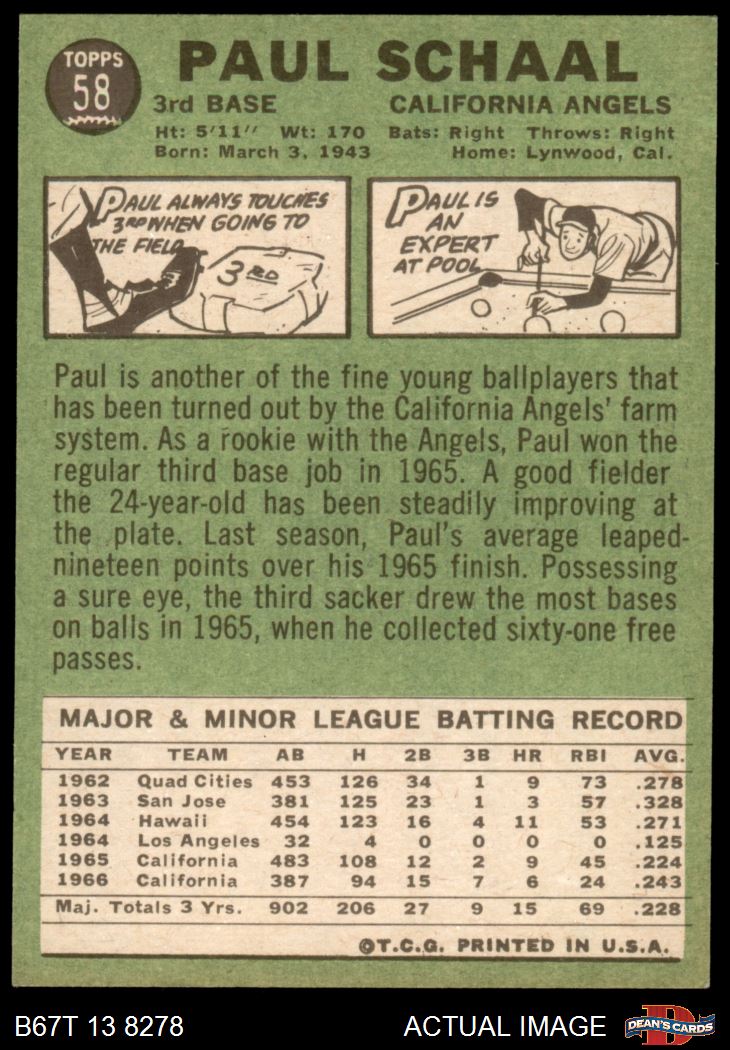 TOPPS
58
PAUL SCHAAL
3rd BASE CALIFORNIA ANGELS
Ht: 5'11" Wt: 170 Bats: Right Throws: Right
Born: March 3, 1943 Home: Lynwood, Cal.
PAUL ALWAYS TOUCHES
3RD WHEN GOING TO
THE FIELD
3RD
PAUL IS
AN
EXPERT
AT POOL
Paul is another of the fine young ballplayers that
has been turned out by the California Angels' farm
system. As a rookie with the Angels, Paul won the
regular third base job in 1965. A good fielder
the 24-year-old has been steadily improving at
the plate. Last season, Paul's average leaped-
nineteen points over his 1965 finish. Possessing
a sure eye, the third sacker drew the most bases
on balls in 1965, when he collected sixty-one free
passes.
MAJOR & MINOR LEAGUE BATTING RECORD
YEAR TEAM AB H 2B 3B HR RBI AVG.
1962 Quad Cities 453 126 34 1 9 73 .278
1963 San Jose 381 125 23 1 3 57 .328
1964 Hawaii 454 123 16 4 11 53 .271
1964 Los Angeles 32 4 0 0 0 0 .125
1965 California 483 108 12 2 9 45 .224
1966 California 387 94 15 7 6 24 .243
Maj. Totals 3 Yrs. 902 206 27 9 15 69 .228
©T.C.G. PRINTED IN U.S.A.
B67T 13 8278 ACTUAL IMAGE
D
DEAN'S CARDS